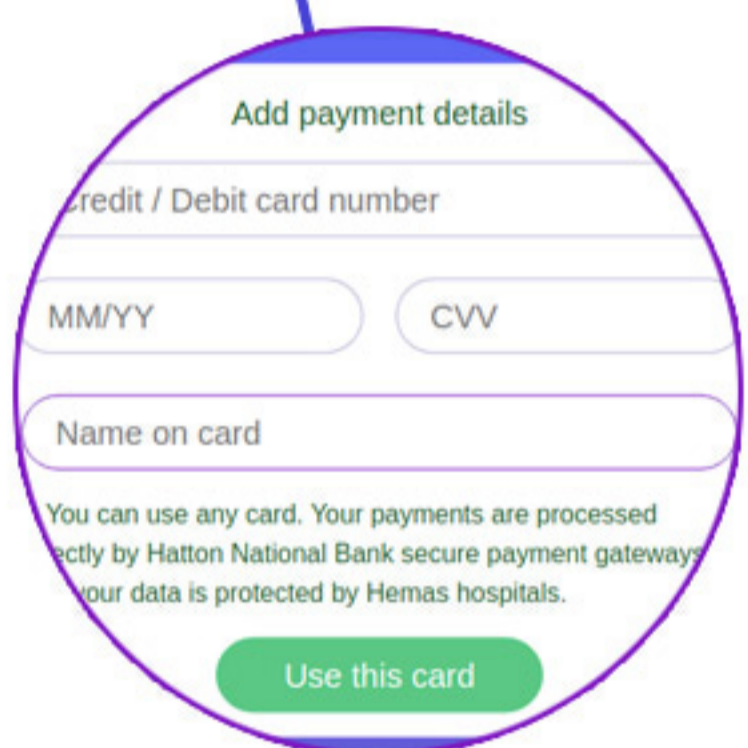 Add payment details
Credit / Debit card number
MM/YY
CVV
Name on card
You can use any card. Your payments are processed
ectly by Hatton National Bank secure payment gateways
your data is protected by Hemas hospitals.
Use this card